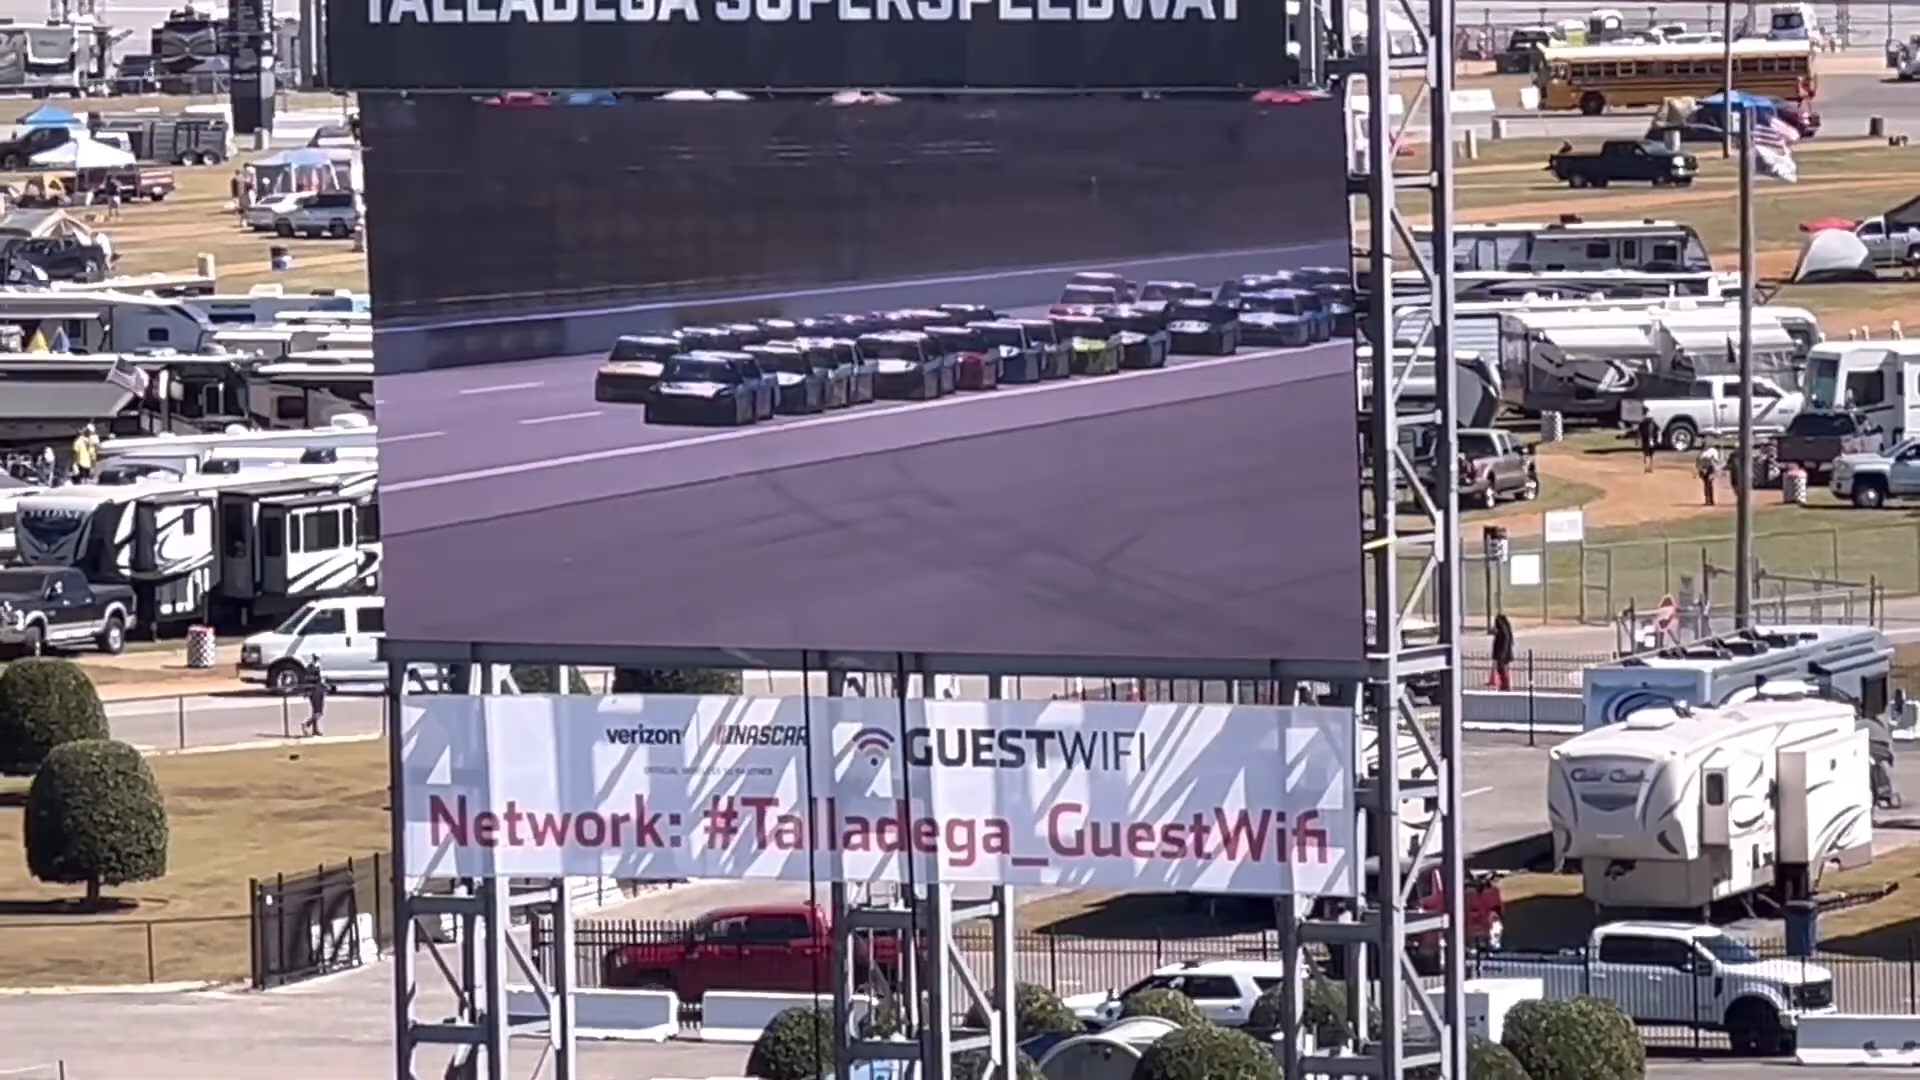 TALLADEGA SUPERSPEEDWAY
verizon NASCAR GUESTWIFI
Network: #Talladega_GuestWifi